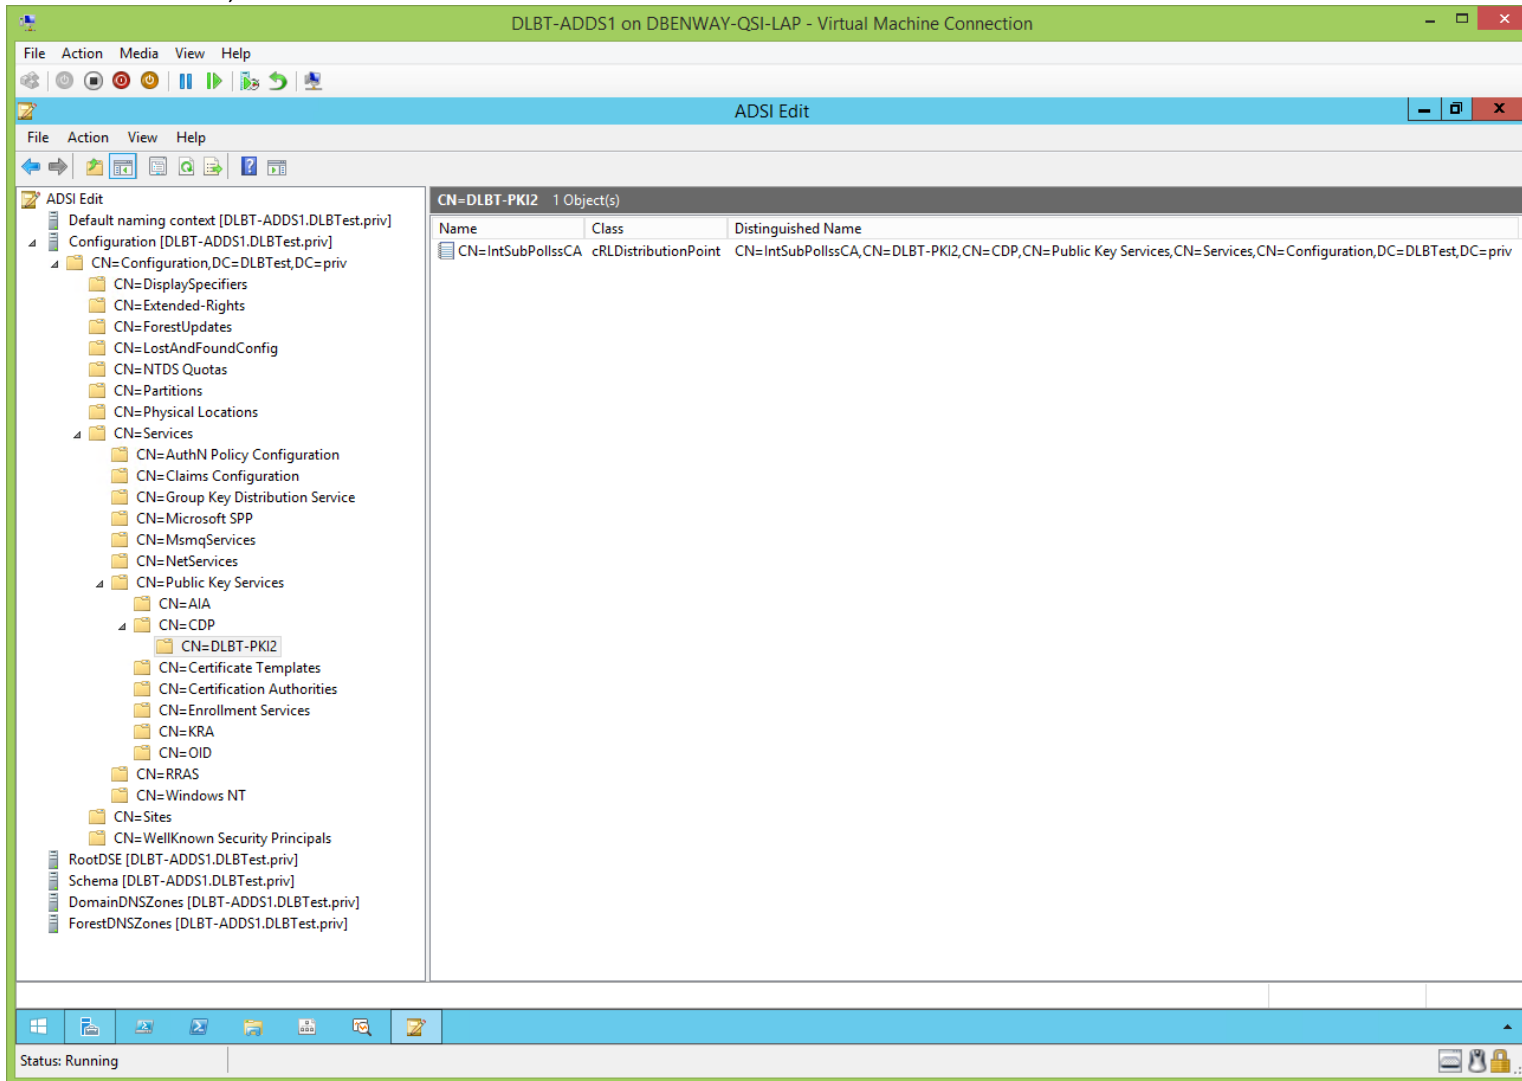 DLBT-ADDS1 on DBENWAY-QSI-LAP - Virtual Machine Connection
File Action Media View Help
ADSI Edit
File Action View Help
ADSI Edit
Default naming context [DLBT-ADDS1.DLBTest.priv]
Configuration [DLBT-ADDS1.DLBTest.priv]
CN=Configuration,DC=DLBTest,DC=priv
CN=DisplaySpecifiers
CN=Extended-Rights
CN=ForestUpdates
CN=LostAndFoundConfig
CN=NTDS Quotas
CN=Partitions
CN=Physical Locations
CN=Services
CN=AuthN Policy Configuration
CN=Claims Configuration
CN=Group Key Distribution Service
CN=Microsoft SPP
CN=MsmqServices
CN=NetServices
CN=Public Key Services
CN=AIA
CN=CDP
CN=DLBT-PKI2
CN=Certificate Templates
CN=Certification Authorities
CN=Enrollment Services
CN=KRA
CN=OID
CN=RRAS
CN=Windows NT
CN=Sites
CN=WellKnown Security Principals
RootDSE [DLBT-ADDS1.DLBTest.priv]
Schema [DLBT-ADDS1.DLBTest.priv]
DomainDNSZones [DLBT-ADDS1.DLBTest.priv]
ForestDNSZones [DLBT-ADDS1.DLBTest.priv]
CN=DLBT-PKI2 1 Object(s)
Name Class Distinguished Name
CN=IntSubPolIssCA cRLDistributionPoint CN=IntSubPolIssCA,CN=DLBT-PKI2,CN=CDP,CN=Public Key Services,CN=Services,CN=Configuration,DC=DLBTest,DC=priv
Status: Running